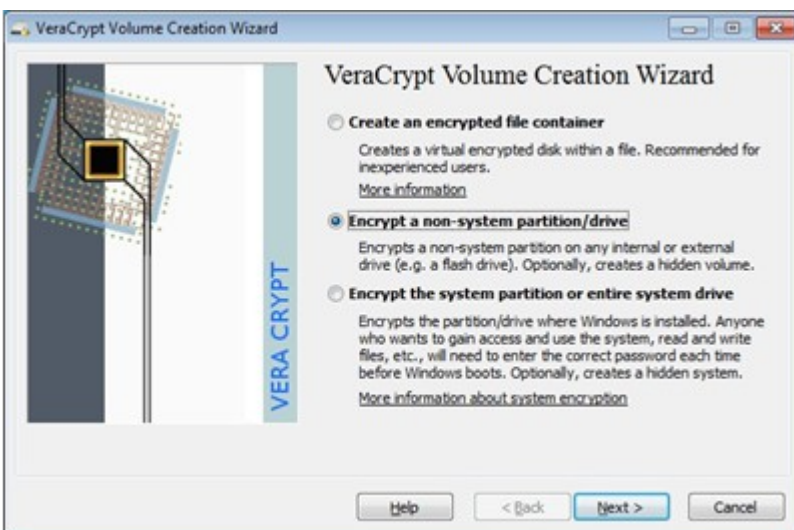 VeraCrypt Volume Creation Wizard
VeraCrypt Volume Creation Wizard
Create an encrypted file container
Creates a virtual encrypted disk within a file. Recommended for
inexperienced users.
More information
Encrypt a non-system partition/drive
Encrypts a non-system partition on any internal or external
drive (e.g. a flash drive). Optionally, creates a hidden volume.
Encrypt the system partition or entire system drive
Encrypts the partition/drive where Windows is installed. Anyone
who wants to gain access and use the system, read and write
files, etc., will need to enter the correct password each time
before Windows boots. Optionally, creates a hidden system.
More information about system encryption
VERA CRYPT
Help
< Back
Next >
Cancel